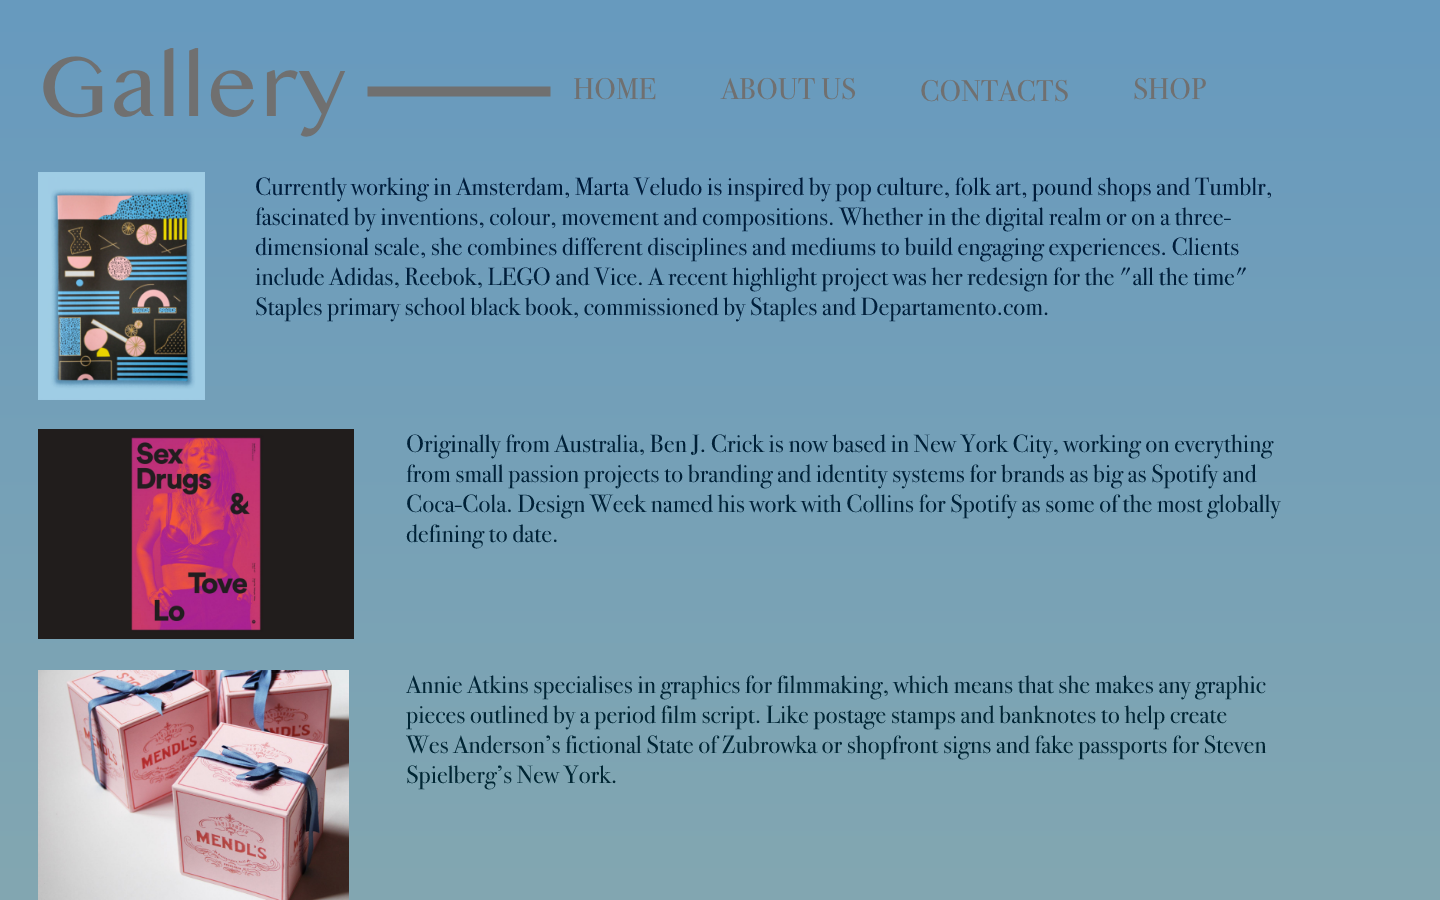 Gallery
HOME ABOUT US CONTACTS SHOP
Currently working in Amsterdam, Marta Veludo is inspired by pop culture, folk art, pound shops and Tumblr,
fascinated by inventions, colour, movement and compositions. Whether in the digital realm or on a three-
dimensional scale, she combines different disciplines and mediums to build engaging experiences. Clients
include Adidas, Reebok, LEGO and Vice. A recent highlight project was her redesign for the "all the time"
Staples primary school black book, commissioned by Staples and Departamento.com.
Sex
Drugs
&
Tove
Lo
Originally from Australia, Ben J. Crick is now based in New York City, working on everything
from small passion projects to branding and identity systems for brands as big as Spotify and
Coca-Cola. Design Week named his work with Collins for Spotify as some of the most globally
defining to date.
MENDL'S
MENDL'S
Annie Atkins specialises in graphics for filmmaking, which means that she makes any graphic
pieces outlined by a period film script. Like postage stamps and banknotes to help create
Wes Anderson’s fictional State of Zubrowka or shopfront signs and fake passports for Steven
Spielberg’s New York.